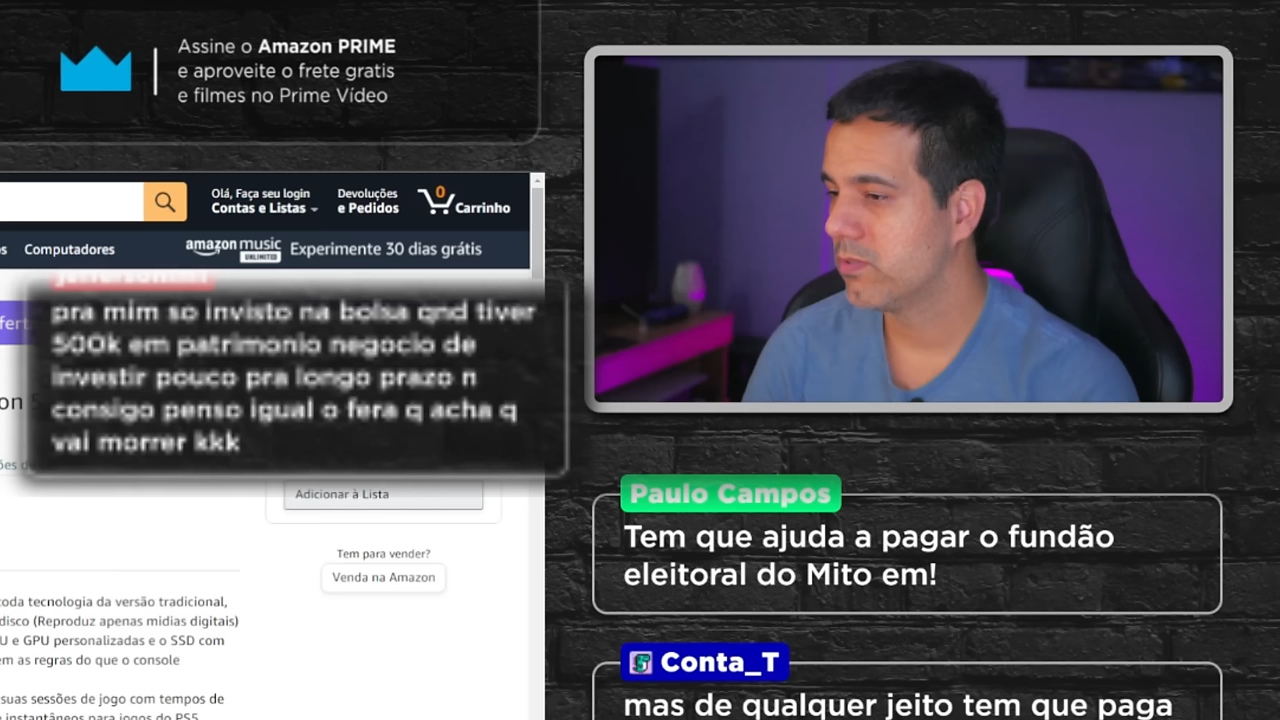 Assine o Amazon PRIME
e aproveite o frete gratis
e filmes no Prime Vídeo
Olá, Faça seu login
Contas e Listas
Devoluções
e Pedidos
0
Carrinho
Computadores
amazon music
UNLIMITED
Experimente 30 dias grátis
pra mim so invisto na bolsa qnd tiver
500k em patrimonio negocio de
investir pouco pra longo prazo n
consigo penso igual o fera q acha q
vai morrer kkk
Adicionar à Lista
Tem para vender?
Venda na Amazon
toda tecnologia da versão tradicional,
disco (Reproduz apenas midias digitais)
U e GPU personalizadas e o SSD com
em as regras do que o console
suas sessões de jogo com tempos de
instantâneos para jogos do PS5
Paulo Campos
Tem que ajuda a pagar o fundão
eleitoral do Mito em!
Conta_T
mas de qualquer jeito tem que paga